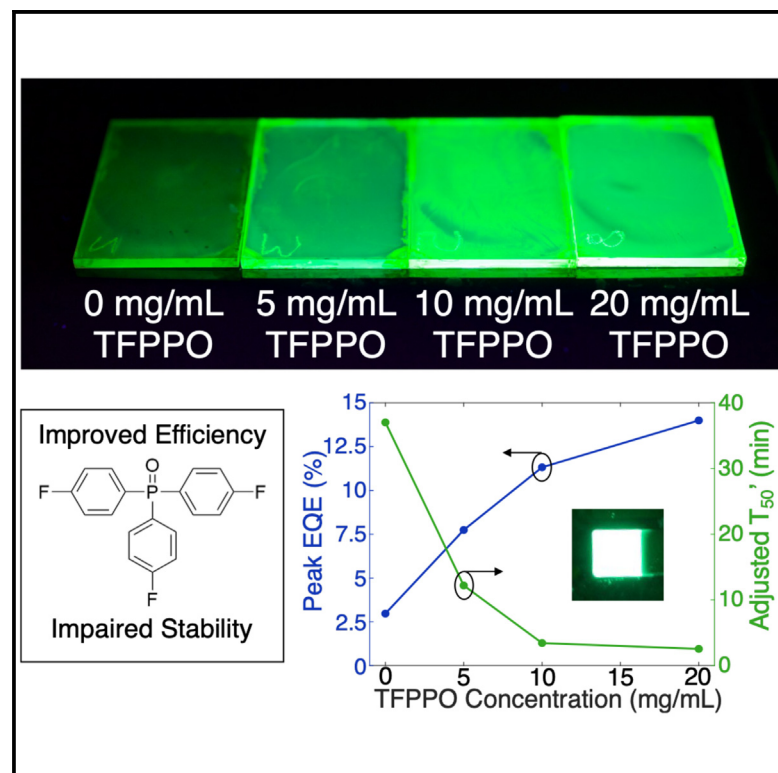 0 mg/mL 5 mg/mL 10 mg/mL 20 mg/mL
TFPPO TFPPO TFPPO TFPPO
Improved Efficiency
O
F P F
F
Impaired Stability
Peak EQE (%)
15
12.5
10
7.5
5
2.5
0
0 5 10 15 20
TFPPO Concentration (mg/mL)
40
30
20
10
0
Adjusted T50' (min)